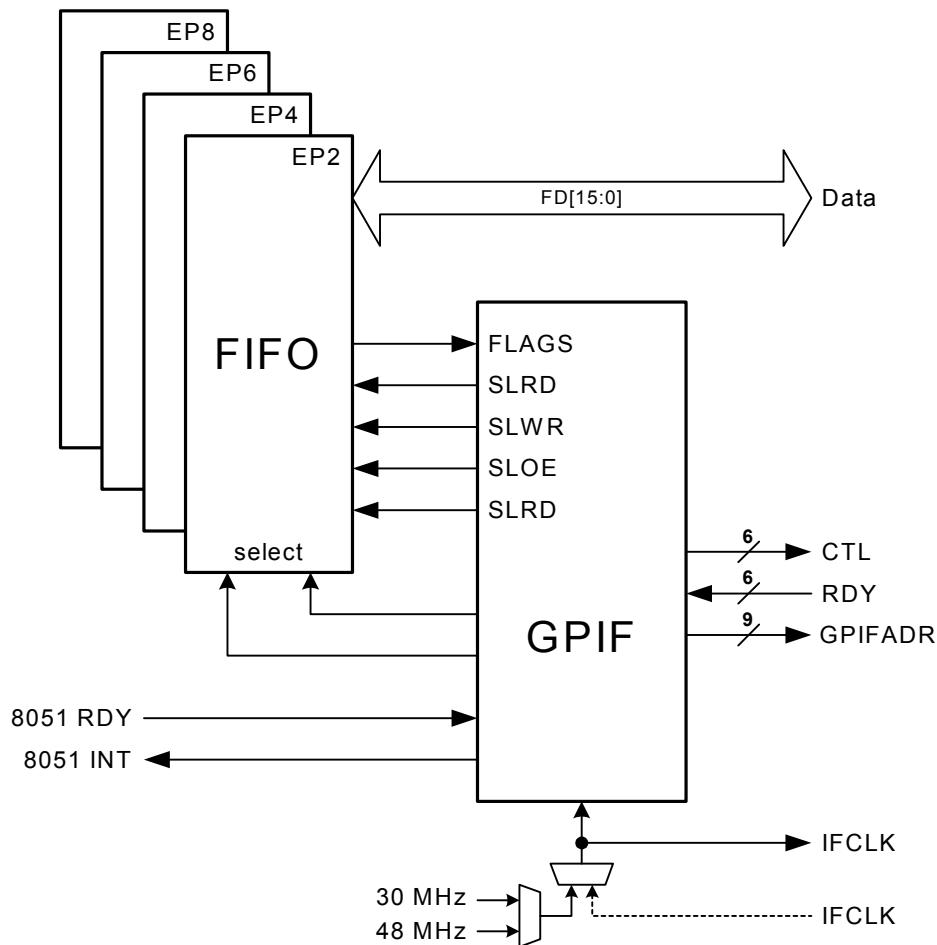 EP8
EP6
EP4
EP2
FD[15:0]
Data
FIFO
FLAGS
SLRD
SLWR
SLOE
SLRD
select
6
CTL
6
RDY
9
GPIFADR
GPIF
8051 RDY
8051 INT
IFCLK
30 MHz
48 MHz
IFCLK